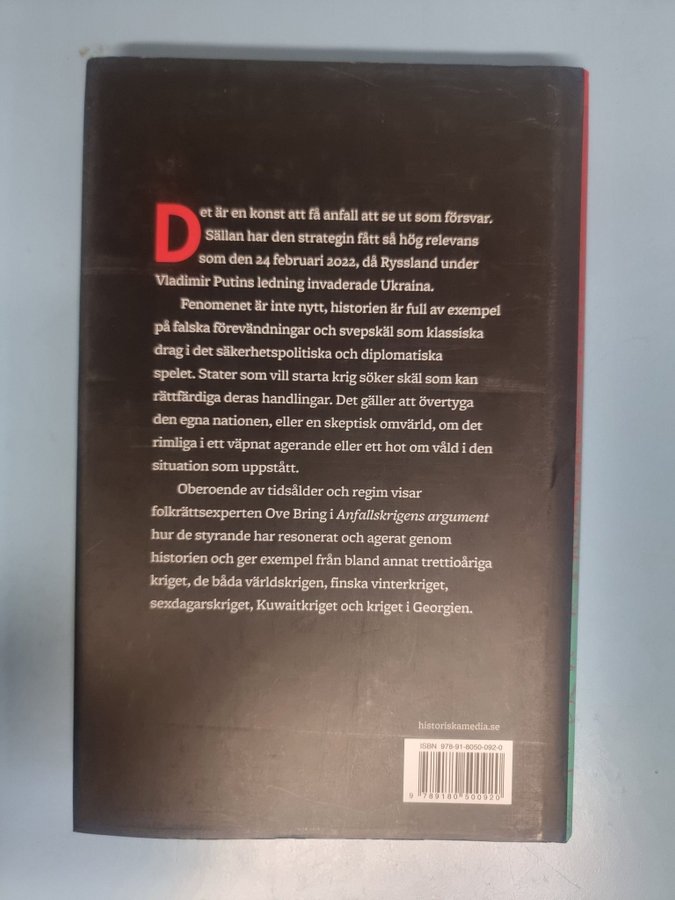 Det är en konst att få anfall att se ut som försvar.
Sällan har den strategin fått så hög relevans
som den 24 februari 2022, då Ryssland under
Vladimir Putins ledning invaderade Ukraina.
Fenomenet är inte nytt, historien är full av exempel
på falska förevändningar och svepskäl som klassiska
drag i det säkerhetspolitiska och diplomatiska
spelet. Stater som vill starta krig söker skäl som kan
rättfärdiga deras handlingar. Det gäller att övertyga
den egna nationen, eller en skeptisk omvärld, om det
rimliga i ett väpnat agerande eller ett hot om våld i den
situation som uppstått.
Oberoende av tidsålder och regim visar
folkrättsexperten Ove Bring i Anfallskrigens argument
hur de styrande har resonerat och agerat genom
historien och ger exempel från bland annat trettioåriga
kriget, de båda världskrigen, finska vinterkriget,
sexdagarskriget, Kuwaitkriget och kriget i Georgien.
historiskamedia.se
ISBN 978-91-8050-092-0
9 789180 500920